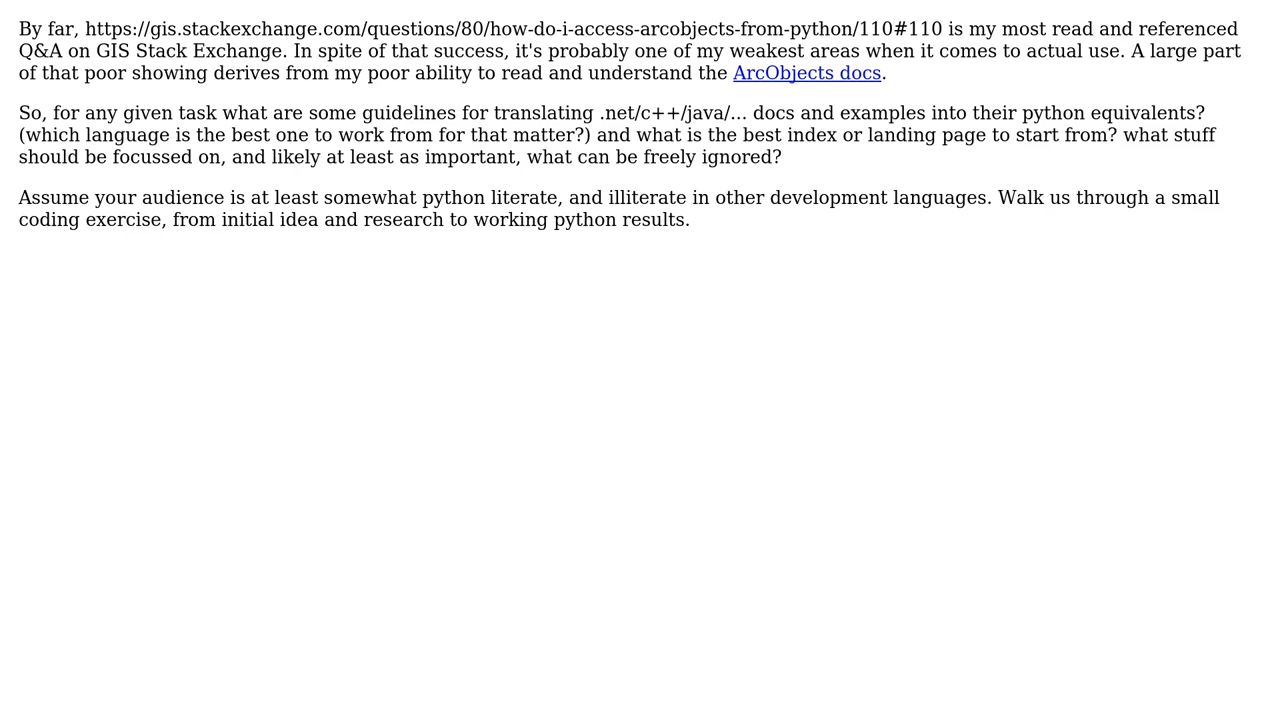 By far, https://gis.stackexchange.com/questions/80/how-do-i-access-arcobjects-from-python/110#110 is my most read and referenced
Q&A on GIS Stack Exchange. In spite of that success, it's probably one of my weakest areas when it comes to actual use. A large part
of that poor showing derives from my poor ability to read and understand the ArcObjects docs.
So, for any given task what are some guidelines for translating .net/c++/java/... docs and examples into their python equivalents?
(which language is the best one to work from for that matter?) and what is the best index or landing page to start from? what stuff
should be focussed on, and likely at least as important, what can be freely ignored?
Assume your audience is at least somewhat python literate, and illiterate in other development languages. Walk us through a small
coding exercise, from initial idea and research to working python results.